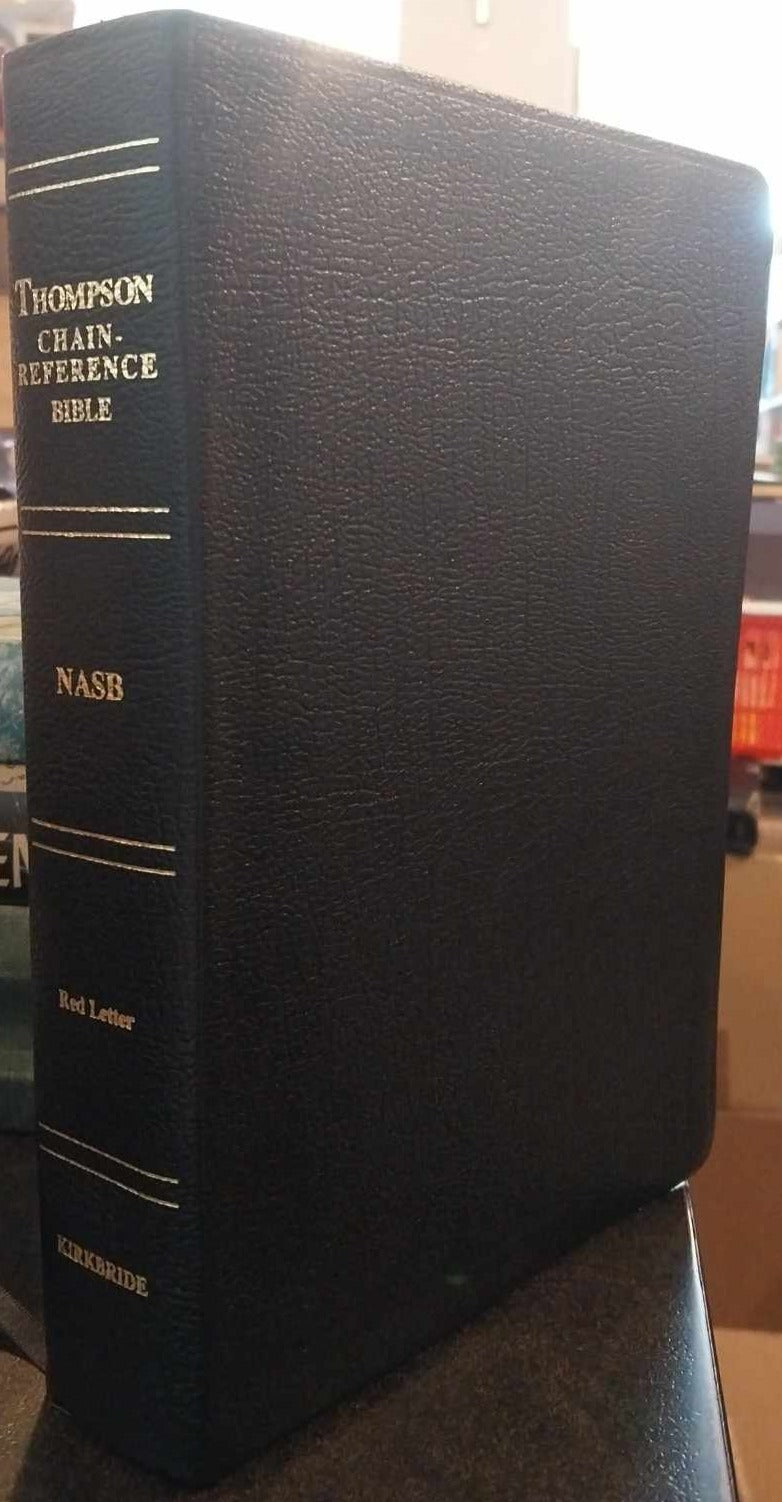 THOMPSON
CHAIN-
REFERENCE
BIBLE
NASB
Red Letter
KIRKBRIDE